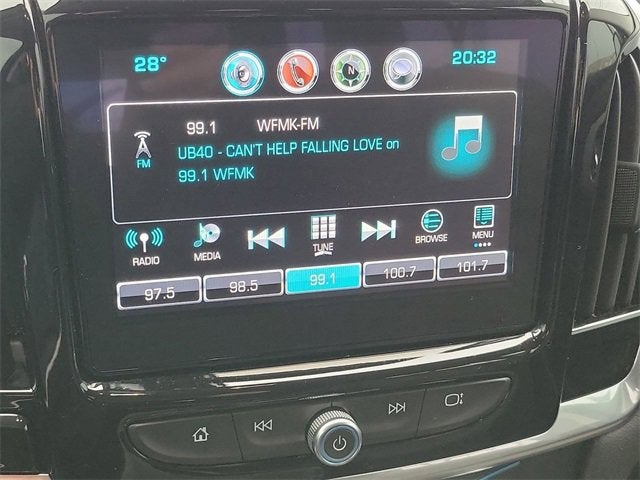 28°
N
20:32
99.1 WFMK-FM
FM
UB40 - CAN'T HELP FALLING LOVE on
99.1 WFMK
RADIO
MEDIA
TUNE
BROWSE
MENU
97.5
98.5
99.1
100.7
101.7